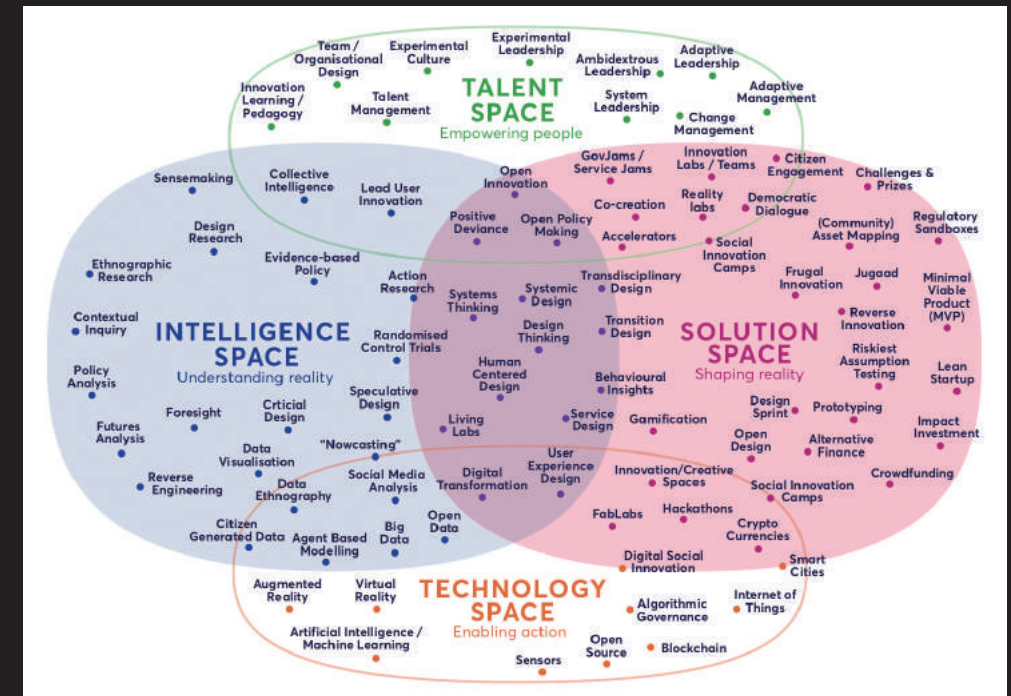 Experimental
Leadership
Team /
Organisational
Design
Experimental
Culture
Ambidextrous
Leadership
Adaptive
Leadership
Innovation
Learning /
Pedagogy
Talent
Management
TALENT
SPACE
Empowering people
System
Leadership
Adaptive
Management
Change
Management
Sensemaking
Collective
Intelligence
Lead User
Innovation
Open
Innovation
GovJams /
Service Jams
Innovation
Labs / Teams
Citizen
Engagement
Challenges &
Prizes
Design
Research
Positive
Deviance
Open Policy
Making
Co-creation
Reality
labs
Democratic
Dialogue
Accelerators
(Community)
Asset Mapping
Regulatory
Sandboxes
Ethnographic
Research
Evidence-based
Policy
Action
Research
Social
Innovation
Camps
Systems
Thinking
Systemic
Design
Transdisciplinary
Design
Frugal
Innovation
Jugaad
Minimal
Viable
Product
(MVP)
Contextual
Inquiry
INTELLIGENCE
SPACE
Understanding reality
Randomised
Control Trials
Design
Thinking
Transition
Design
SOLUTION
SPACE
Shaping reality
Reverse
Innovation
Riskiest
Assumption
Testing
Policy
Analysis
Human
Centered
Design
Behavioural
Insights
Lean
Startup
Speculative
Design
Foresight
Crticial
Design
Living
Labs
Service
Design
Gamification
Design
Sprint
Prototyping
Impact
Investment
Futures
Analysis
"Nowcasting"
Open
Design
Alternative
Finance
Data
Visualisation
User
Experience
Design
Reverse
Engineering
Data
Ethnography
Social Media
Analysis
Digital
Transformation
Innovation/Creative
Spaces
Social Innovation
Camps
Crowdfunding
Citizen
Generated Data
Agent Based
Modelling
Big
Data
Open
Data
FabLabs
Hackathons
Crypto
Currencies
Digital Social
Innovation
Smart
Cities
Augmented
Reality
Virtual
Reality
TECHNOLOGY
SPACE
Enabling action
Algorithmic
Governance
Internet of
Things
Artificial Intelligence /
Machine Learning
Sensors
Open
Source
Blockchain